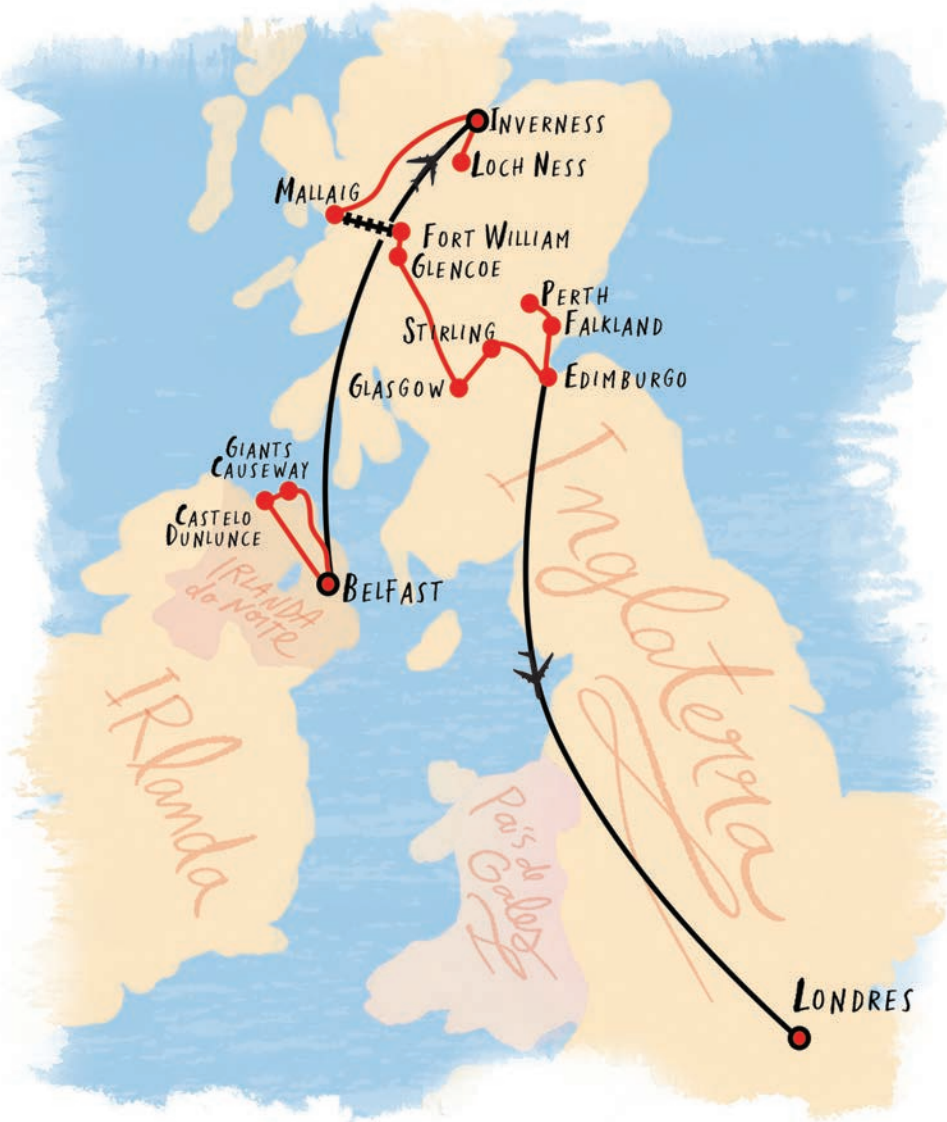 INVERNESS
LOCH NESS
MALLAIG
FORT WILLIAM
GLENCOE
PERTH
FALKLAND
STIRLING
GLASGOW
EDIMBURGO
GIANTS
CAUSEWAY
CASTELO
DUNLUNCE
BELFAST
IRLANDA
do NOITE
Inglaterra
IRlanda
País de
Gales
LONDRES